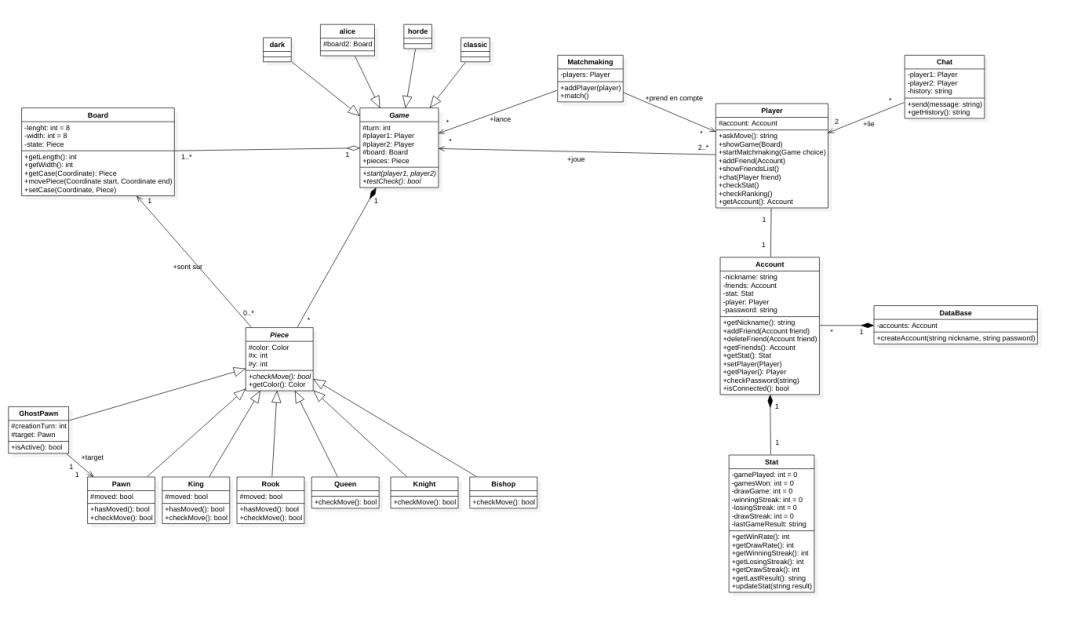 dark
alice
#board2: Board
horde
classic
Matchmaking
-players: Player
+addPlayer(player)
+match()
Chat
-player1: Player
-player2: Player
-history: string
+send(message: string)
+getHistory(): string
Board
-lenght: int = 8
-width: int = 8
-state: Piece
+getLength(): int
+getWidth(): int
+getCase(Coordinate): Piece
+movePiece(Coordinate start, Coordinate end)
+setCase(Coordinate, Piece)
Game
#turn: int
#player1: Player
#player2: Player
#board: Board
+pieces: Piece
+start(player1, player2)
+testCheck(): bool
Player
#account: Account
+askMove(): string
+showGame(Board)
+startMatchmaking(Game choice)
+addFriend(Account)
+showFriendsList()
+chat(Player friend)
+checkStat()
+checkRanking()
+getAccount(): Account
+prend en compte
*
+lance
*
*
2
+lie
1..*
1
*
+joue
2..*
1
1
+sont sur
0..*
1
*
1
1
Account
-nickname: string
-friends: Account
-stat: Stat
-player: Player
-password: string
+getNickname(): string
+addFriend(Account friend)
+deleteFriend(Account friend)
+getFriends(): Account
+getStat(): Stat
+setPlayer(Player)
+getPlayer(): Player
+checkPassword(string)
+isConnected(): bool
*
1
DataBase
-accounts: Account
+createAccount(string nickname, string password)
Piece
#color: Color
#x: int
#y: int
+checkMove(): bool
+getColor(): Color
GhostPawn
#creationTurn: int
#target: Pawn
+isActive(): bool
1
+target
1
Pawn
#moved: bool
+hasMoved(): bool
+checkMove(): bool
King
#moved: bool
+hasMoved(): bool
+checkMove(): bool
Rook
#moved: bool
+hasMoved(): bool
+checkMove(): bool
Queen
+checkMove(): bool
Knight
+checkMove(): bool
Bishop
+checkMove(): bool
1
1
Stat
-gamePlayed: int = 0
-gamesWon: int = 0
-drawGame: int = 0
-winningStreak: int = 0
-losingStreak: int = 0
-drawStreak: int = 0
-lastGameResult: string
+getWinRate(): int
+getDrawRate(): int
+getWinningStreak(): int
+getLosingStreak(): int
+getDrawStreak(): int
+getLastResult(): string
+updateStat(string result)